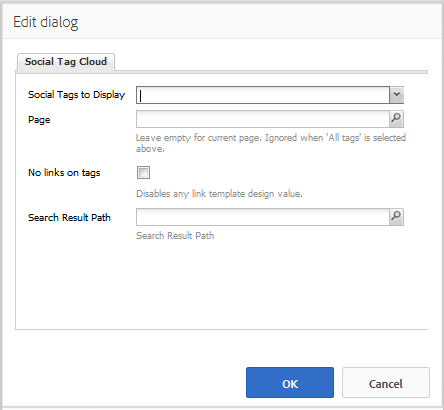 Edit dialog
Social Tag Cloud
Social Tags to Display
Page
Leave empty for current page. Ignored when 'All tags' is selected
above.
No links on tags
Disables any link template design value.
Search Result Path
Search Result Path
OK
Cancel